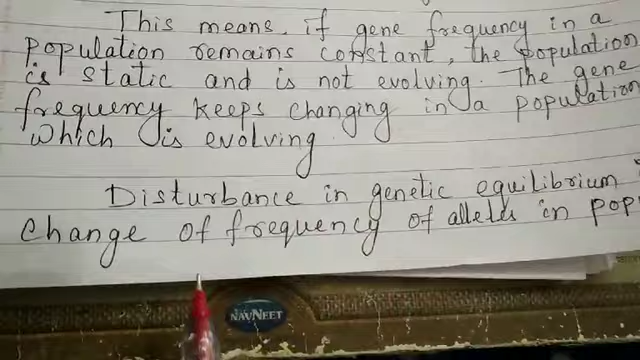 This means, if gene frequency in a
population remains constant, the population
is static and is not evolving. The gene
frequency keeps changing in a population
which is evolving.
Disturbance in genetic equilibrium
change of frequency of allels in pop
NAVNEET